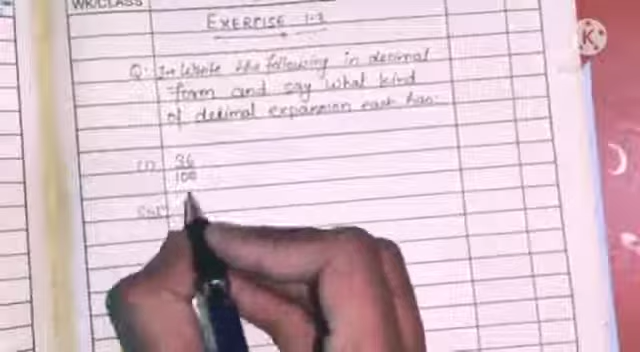 WK/CLASS
EXERCISE 1.3
Q:- 1. Write the following in decimal
form and say what kind
of decimal expansion each has:
(i) 36
100
Sol:
K